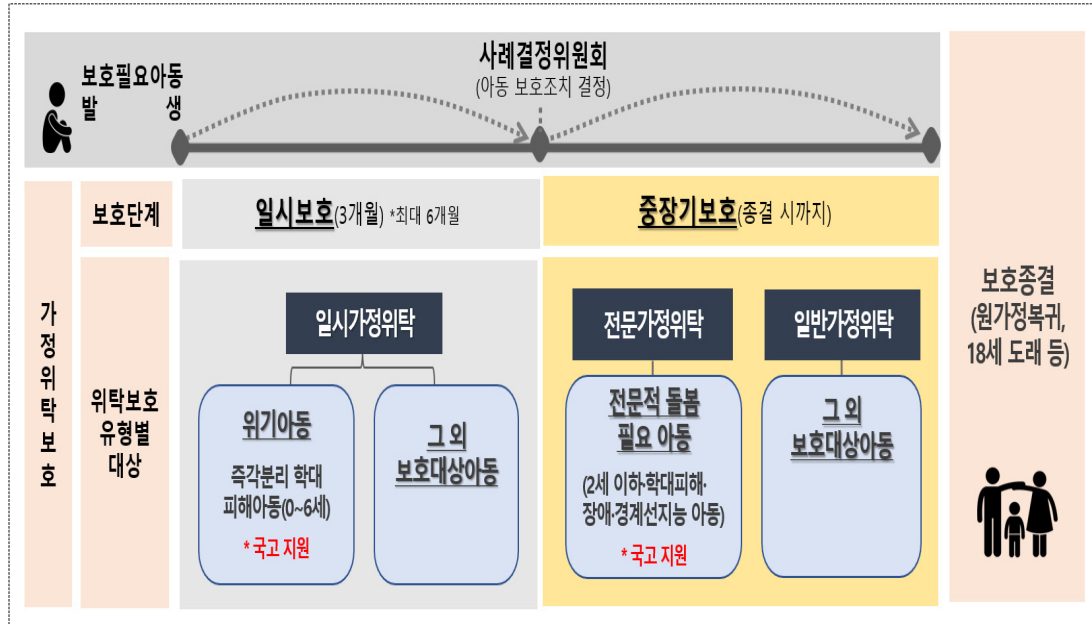 보호필요아동
발 생
사례결정위원회
(아동 보호조치 결정)
가정위탁보호
보호단계
일시보호(3개월) *최대 6개월
중장기보호(종결 시까지)
위탁보호
유형별
대상
일시가정위탁
위기아동
즉각분리 학대
피해아동(0~6세)
* 국고 지원
그 외
보호대상아동
전문가정위탁
전문적 돌봄
필요 아동
(2세 이하·학대피해·
장애·경계선지능 아동)
* 국고 지원
일반가정위탁
그 외
보호대상아동
보호종결
(원가정복귀,
18세 도래 등)